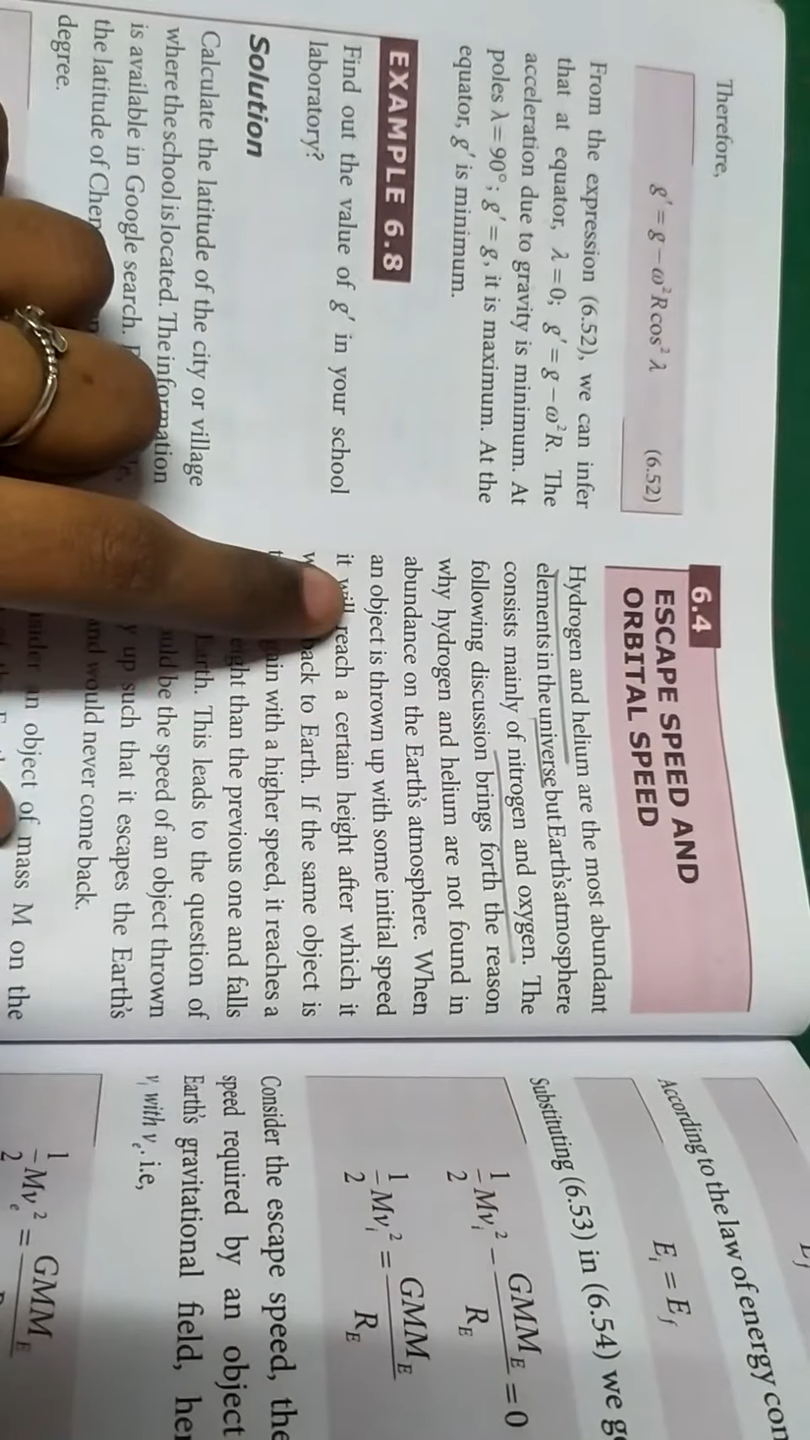 Therefore,
g′ = g − ω²R cos² λ (6.52)
From the expression (6.52), we can infer
that at equator, λ = 0; g′ = g − ω²R. The
acceleration due to gravity is minimum. At
poles λ = 90°; g′ = g, it is maximum. At the
equator, g′ is minimum.
EXAMPLE 6.8
Find out the value of g′ in your school
laboratory?
Solution
Calculate the latitude of the city or village
where the school is located. The information
is available in Google search.
the latitude of
degree.
6.4
ESCAPE SPEED AND
ORBITAL SPEED
Hydrogen and helium are the most abundant
elements in the universe but Earth's atmosphere
consists mainly of nitrogen and oxygen. The
following discussion brings forth the reason
why hydrogen and helium are not found in
abundance on the Earth's atmosphere. When
an object is thrown up with some initial speed
it will reach a certain height after which it
back to Earth. If the same object is
with a higher speed, it reaches a
than the previous one and falls
Earth. This leads to the question of
be the speed of an object thrown
up such that it escapes the Earth's
and would never come back.
an object of mass M on the
According to the law of energy
E_i = E_f
Substituting (6.53) in (6.54) we
1/2 Mv_i² − GMM_E/R_E = 0
1/2 Mv_i² = GMM_E/R_E
Consider the escape speed, the
speed required by an object
Earth's gravitational field,
v_i with v_e. i.e,
1/2 Mv_e² = GMM_E